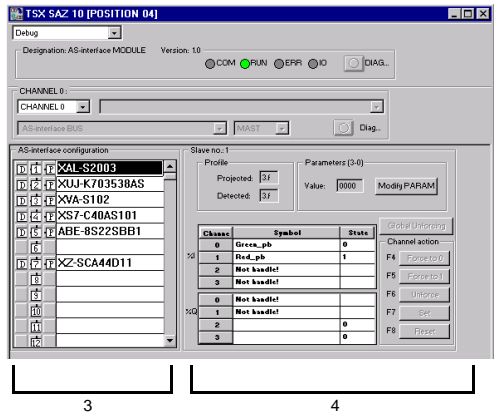 TSX SAZ 10 [POSITION 04]
Debug
Designation: AS-interface MODULE Version: 1.0
COM RUN ERR IO DIAG...
CHANNEL 0 :
CHANNEL 0
AS-interface BUS MAST Diag...
AS-interface configuration
D 1 P XAL-S2003
D 2 P XUJ-K703538AS
D 3 P XVA-S102
D 4 P XS7-C40AS101
D 5 P ABE-8S22SBB1
6
D 7 P XZ-SCA44D11
8
9
10
11
12
Slave no.: 1
Profile
Projected: 3.F
Detected: 3.F
Parameters (3-0)
Value: 0000 Modify PARAM
Global Unforcing
Channe Symbol State
%I
0 Green_pb 0
1 Red_pb 1
2 Not handle!
3 Not handle!
%Q
0 Not handle!
1 Not handle!
2 0
3 0
Channel action
F4 Force to 0
F5 Force to 1
F6 Unforce
F7 Set
F8 Reset
3
4